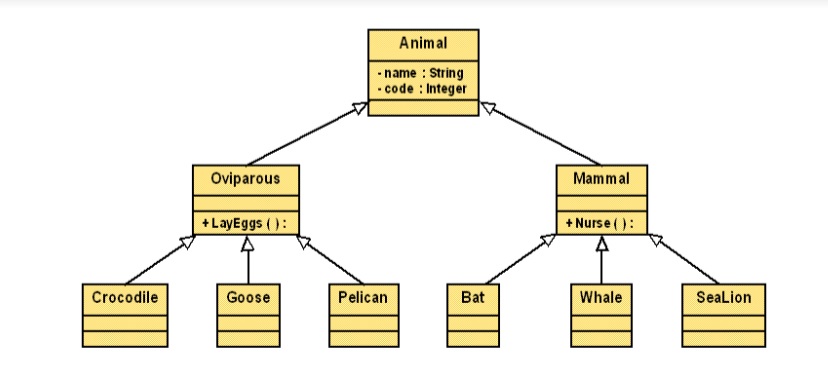 Animal
- name : String
- code : Integer
Oviparous
Mammal
+ LayEggs ( ) :
+ Nurse ( ) :
Crocodile
Goose
Pelican
Bat
Whale
SeaLion